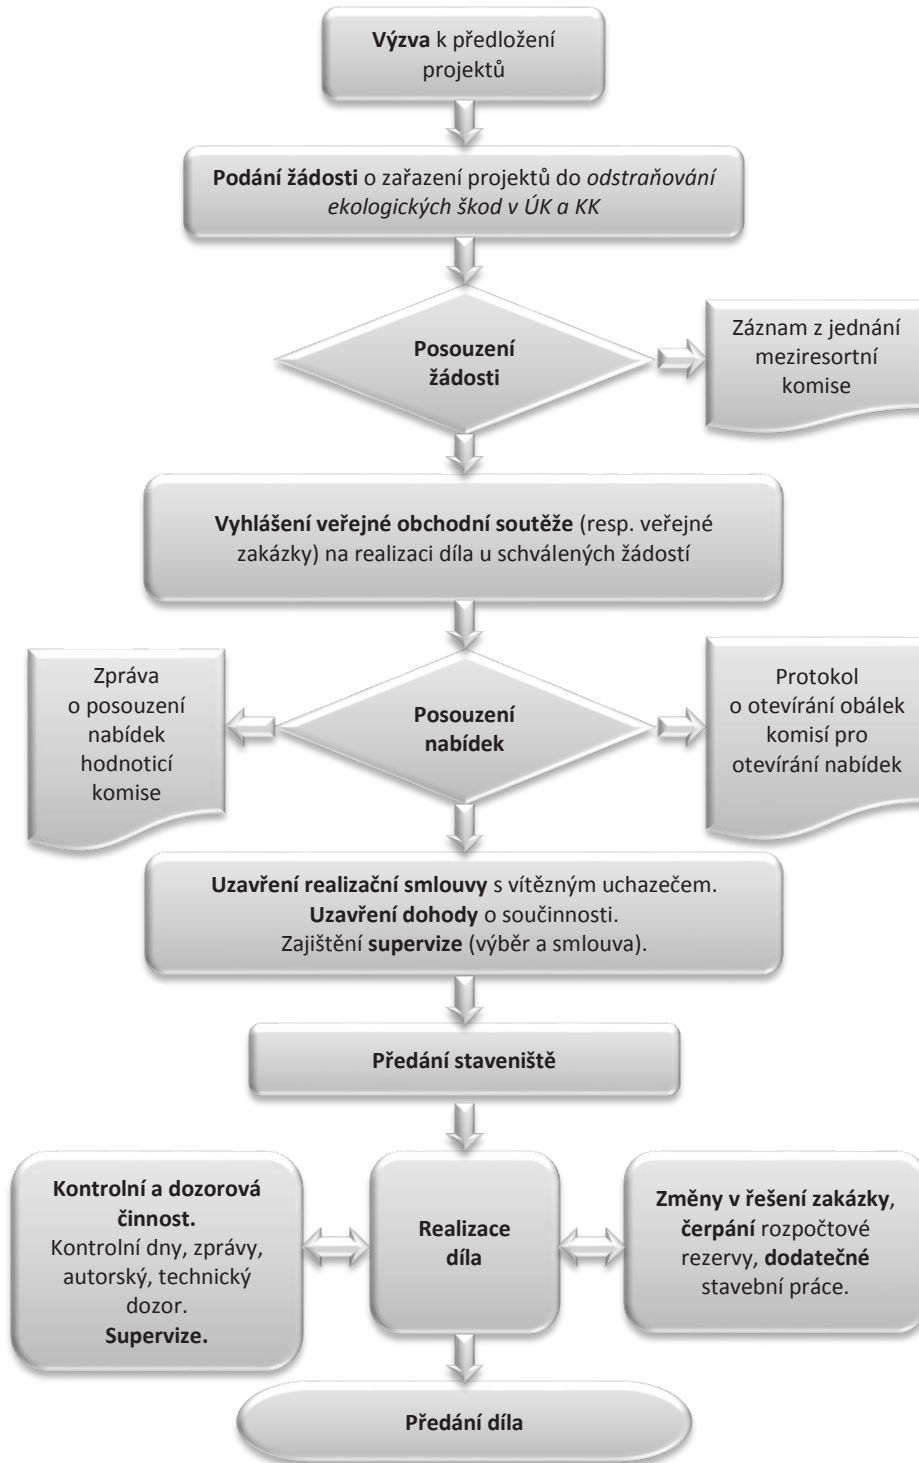 Výzva k předložení
projektů
Podání žádosti o zařazení projektů do odstraňování
ekologických škod v ÚK a KK
Posouzení
žádosti
Záznam z jednání
meziresortní
komise
Vyhlášení veřejné obchodní soutěže (resp. veřejné
zakázky) na realizaci díla u schválených žádostí
Zpráva
o posouzení
nabídek
hodnoticí
komise
Posouzení
nabídek
Protokol
o otevírání obálek
komisí pro
otevírání nabídek
Uzavření realizační smlouvy s vítězným uchazečem.
Uzavření dohody o součinnosti.
Zajištění supervize (výběr a smlouva).
Předání staveniště
Kontrolní a dozorová
činnost.
Kontrolní dny, zprávy,
autorský, technický
dozor.
Supervize.
Realizace
díla
Změny v řešení zakázky,
čerpání rozpočtové
rezervy, dodatečné
stavební práce.
Předání díla